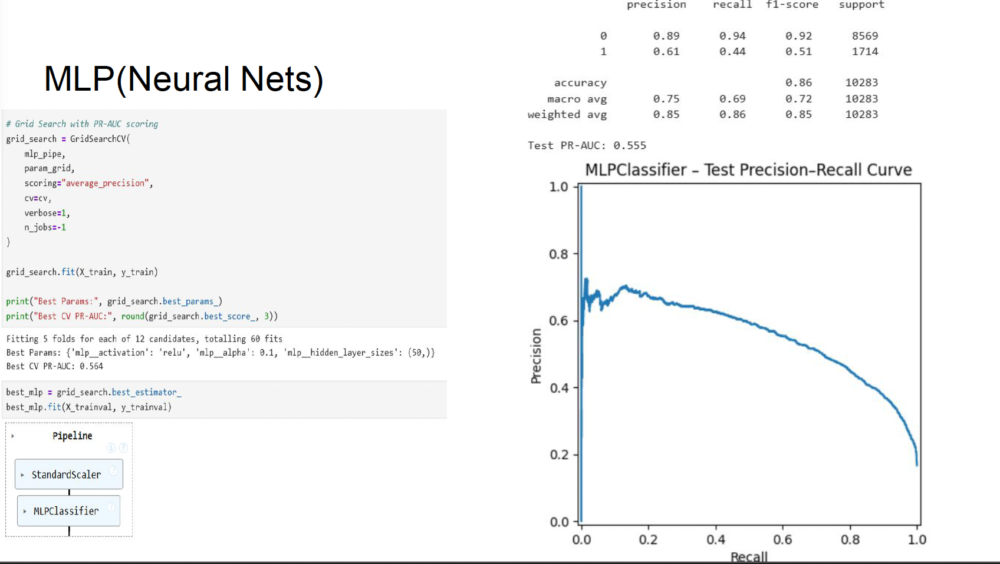 MLP(Neural Nets)
# Grid Search with PR-AUC scoring
grid_search = GridSearchCV(
    mlp_pipe,
    param_grid,
    scoring="average_precision",
    cv=cv,
    verbose=1,
    n_jobs=-1
)
grid_search.fit(X_train, y_train)
print("Best Params:", grid_search.best_params_)
print("Best CV PR-AUC:", round(grid_search.best_score_, 3))
Fitting 5 folds for each of 12 candidates, totalling 60 fits
Best Params: {'mlp__activation': 'relu', 'mlp__alpha': 0.1, 'mlp__hidden_layer_sizes': (50,)}
Best CV PR-AUC: 0.564
best_mlp = grid_search.best_estimator_
best_mlp.fit(X_trainval, y_trainval)
Pipeline
i ?
StandardScaler ?
MLPClassifier ?
precision recall f1-score support
0 0.89 0.94 0.92 8569
1 0.61 0.44 0.51 1714
accuracy 0.86 10283
macro avg 0.75 0.69 0.72 10283
weighted avg 0.85 0.86 0.85 10283
Test PR-AUC: 0.555
MLPClassifier – Test Precision–Recall Curve
Precision
1.0
0.8
0.6
0.4
0.2
0.0
0.0 0.2 0.4 0.6 0.8 1.0
Recall